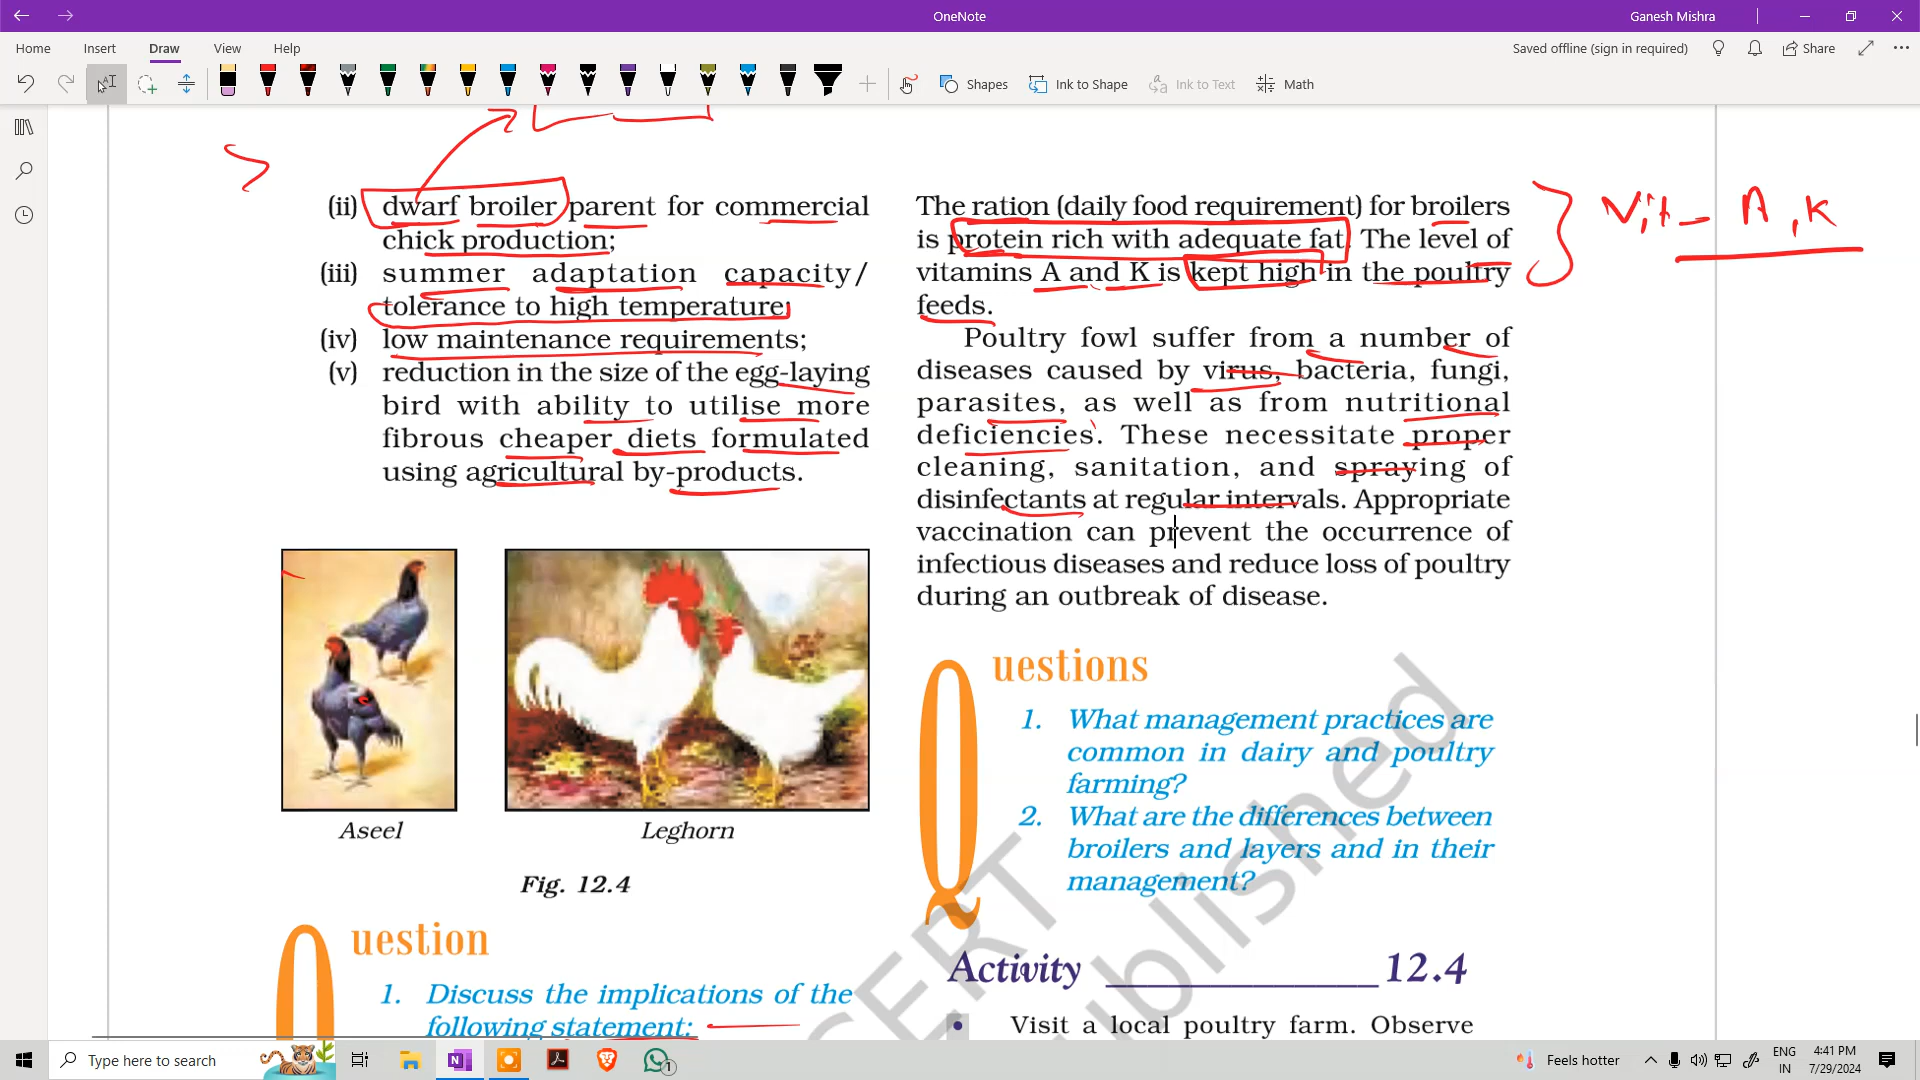 OneNote
Ganesh Mishra
Home Insert Draw View Help
Saved offline (sign in required)
Share
Shapes
Ink to Shape
Ink to Text
Math
(ii) dwarf broiler parent for commercial
chick production;
(iii) summer adaptation capacity/
tolerance to high temperature;
(iv) low maintenance requirements;
(v) reduction in the size of the egg-laying
bird with ability to utilise more
fibrous cheaper diets formulated
using agricultural by-products.
Aseel
Leghorn
Fig. 12.4
Question
1. Discuss the implications of the
following statement:
The ration (daily food requirement) for broilers
is protein rich with adequate fat. The level of
vitamins A and K is kept high in the poultry
feeds.
Vit - A, K
Poultry fowl suffer from a number of
diseases caused by virus, bacteria, fungi,
parasites, as well as from nutritional
deficiencies. These necessitate proper
cleaning, sanitation, and spraying of
disinfectants at regular intervals. Appropriate
vaccination can prevent the occurrence of
infectious diseases and reduce loss of poultry
during an outbreak of disease.
Questions
1. What management practices are
common in dairy and poultry
farming?
2. What are the differences between
broilers and layers and in their
management?
Activity 12.4
• Visit a local poultry farm. Observe
ERT
blished
Type here to search
1
Feels hotter
ENG
IN
4:41 PM
7/29/2024